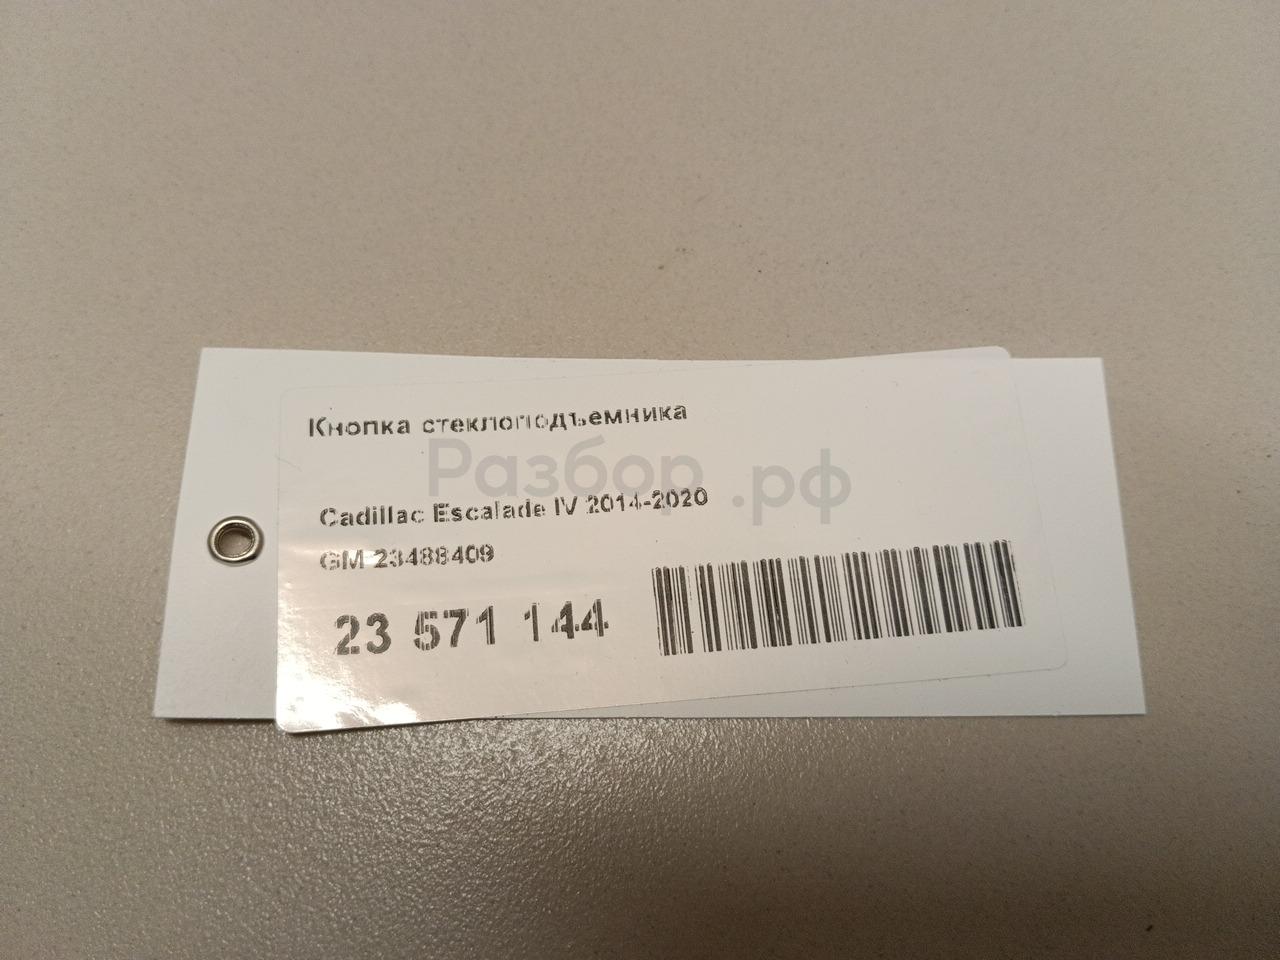 Кнопка стеклоподъемника
Разбор.рф
Cadillac Escalade IV 2014-2020
GM 23488409
23 571 144